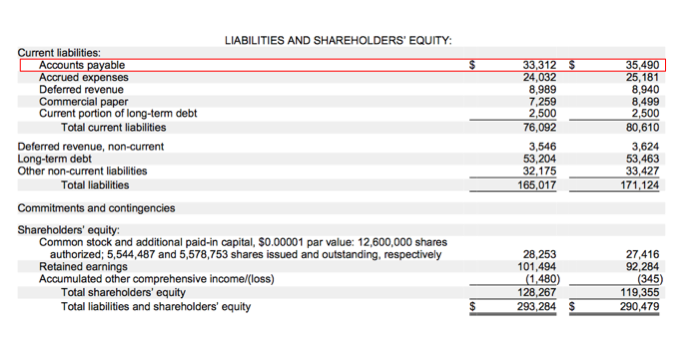 LIABILITIES AND SHAREHOLDERS' EQUITY:
Current liabilities:
Accounts payable $ 33,312 $ 35,490
Accrued expenses 24,032 25,181
Deferred revenue 8,989 8,940
Commercial paper 7,259 8,499
Current portion of long-term debt 2,500 2,500
Total current liabilities 76,092 80,610
Deferred revenue, non-current 3,546 3,624
Long-term debt 53,204 53,463
Other non-current liabilities 32,175 33,427
Total liabilities 165,017 171,124
Commitments and contingencies
Shareholders' equity:
Common stock and additional paid-in capital, $0.00001 par value: 12,600,000 shares
authorized; 5,544,487 and 5,578,753 shares issued and outstanding, respectively 28,253 27,416
Retained earnings 101,494 92,284
Accumulated other comprehensive income/(loss) (1,480) (345)
Total shareholders' equity 128,267 119,355
Total liabilities and shareholders' equity $ 293,284 $ 290,479